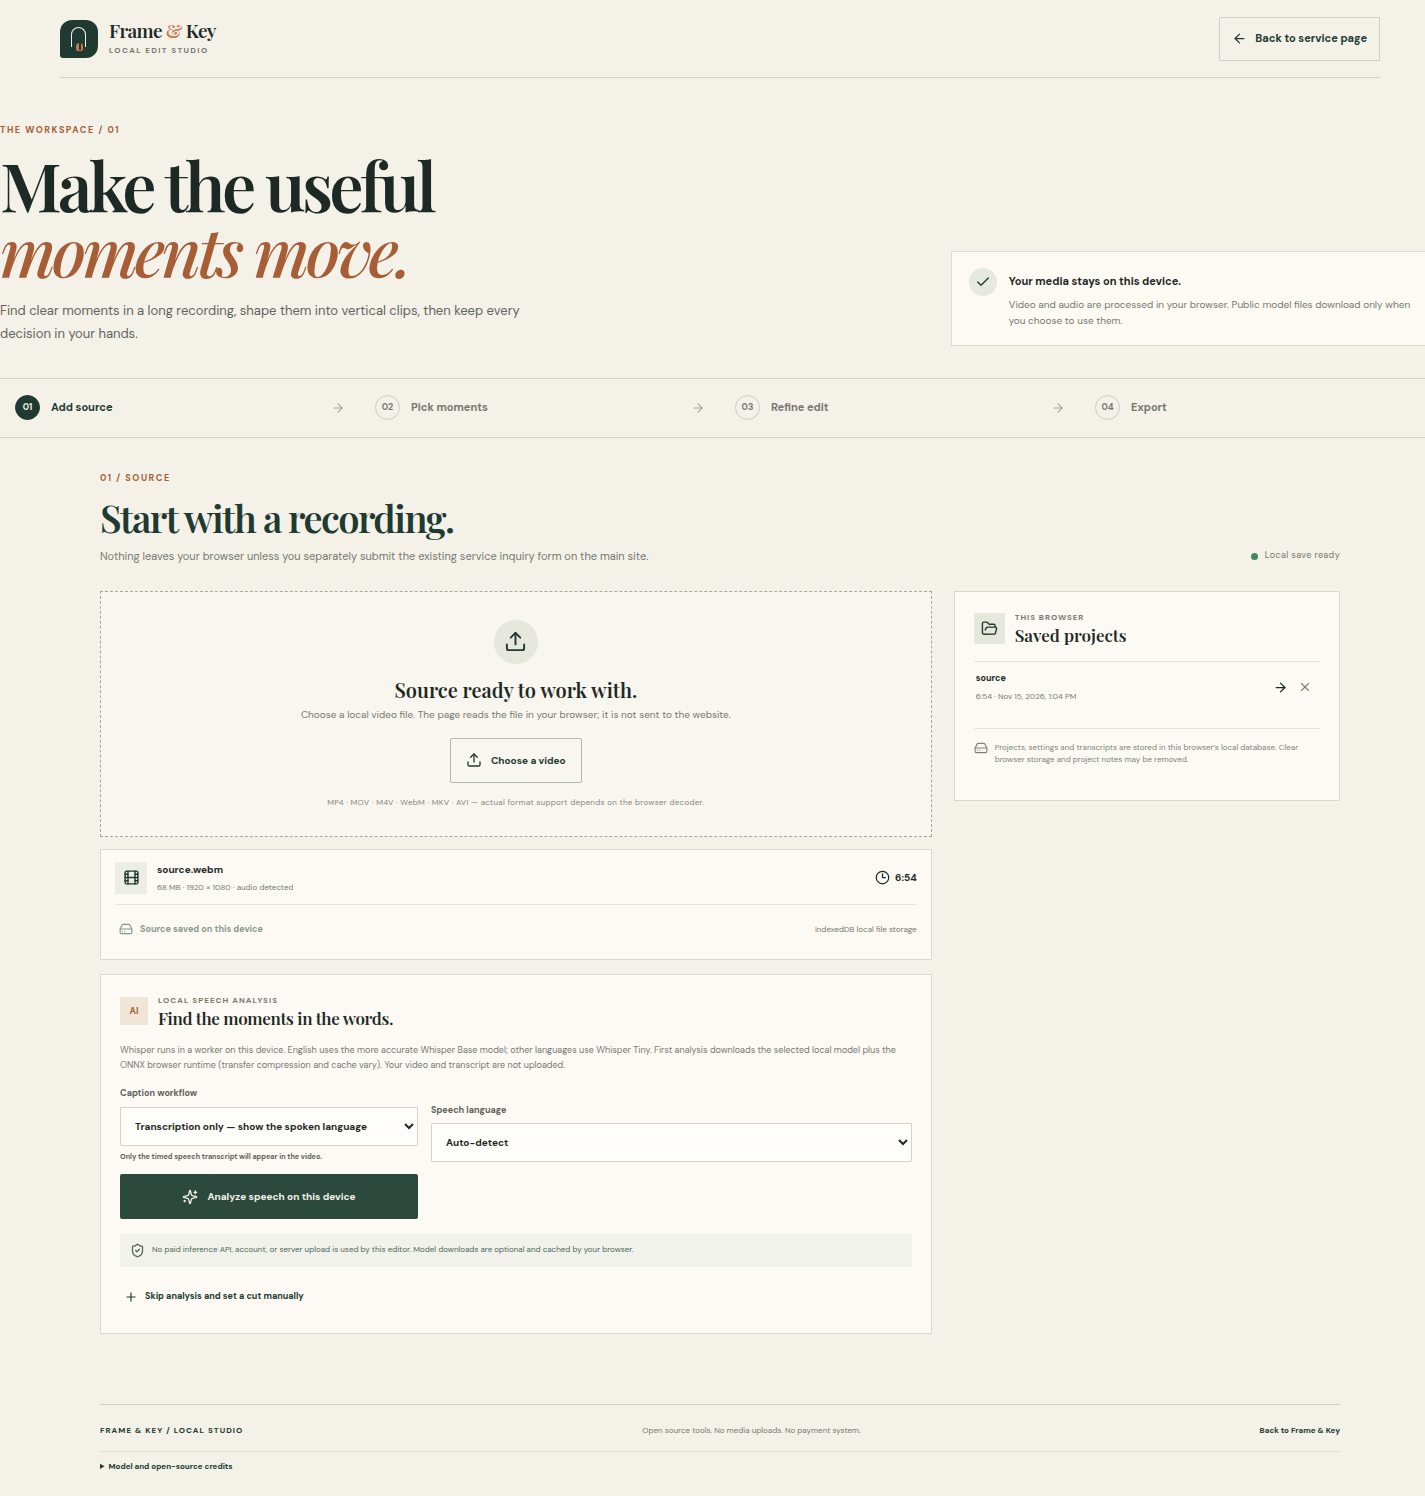 Frame & Key
LOCAL EDIT STUDIO
Back to service page
THE WORKSPACE / 01
Make the useful
moments move.
Find clear moments in a long recording, shape them into vertical clips, then keep every
decision in your hands.
Your media stays on this device.
Video and audio are processed in your browser. Public model files download only when
you choose to use them.
01 Add source
02 Pick moments
03 Refine edit
04 Export
01 / SOURCE
Start with a recording.
Nothing leaves your browser unless you separately submit the existing service inquiry form on the main site.
Local save ready
Source ready to work with.
Choose a local video file. The page reads the file in your browser; it is not sent to the website.
Choose a video
MP4 · MOV · M4V · WebM · MKV · AVI — actual format support depends on the browser decoder.
THIS BROWSER
Saved projects
source
6:54 · Nov 15, 2026, 1:04 PM
Projects, settings and transcripts are stored in this browser's local database. Clear
browser storage and project notes may be removed.
source.webm
68 MB · 1920 × 1080 · audio detected
6:54
Source saved on this device
IndexedDB local file storage
AI
LOCAL SPEECH ANALYSIS
Find the moments in the words.
Whisper runs in a worker on this device. English uses the more accurate Whisper Base model; other languages use Whisper Tiny. First analysis downloads the selected local model plus the
ONNX browser runtime (transfer compression and cache vary). Your video and transcript are not uploaded.
Caption workflow
Transcription only — show the spoken language
Only the timed speech transcript will appear in the video.
Speech language
Auto-detect
Analyze speech on this device
No paid inference API, account, or server upload is used by this editor. Model downloads are optional and cached by your browser.
Skip analysis and set a cut manually
FRAME & KEY / LOCAL STUDIO
Open source tools. No media uploads. No payment system.
Back to Frame & Key
Model and open-source credits